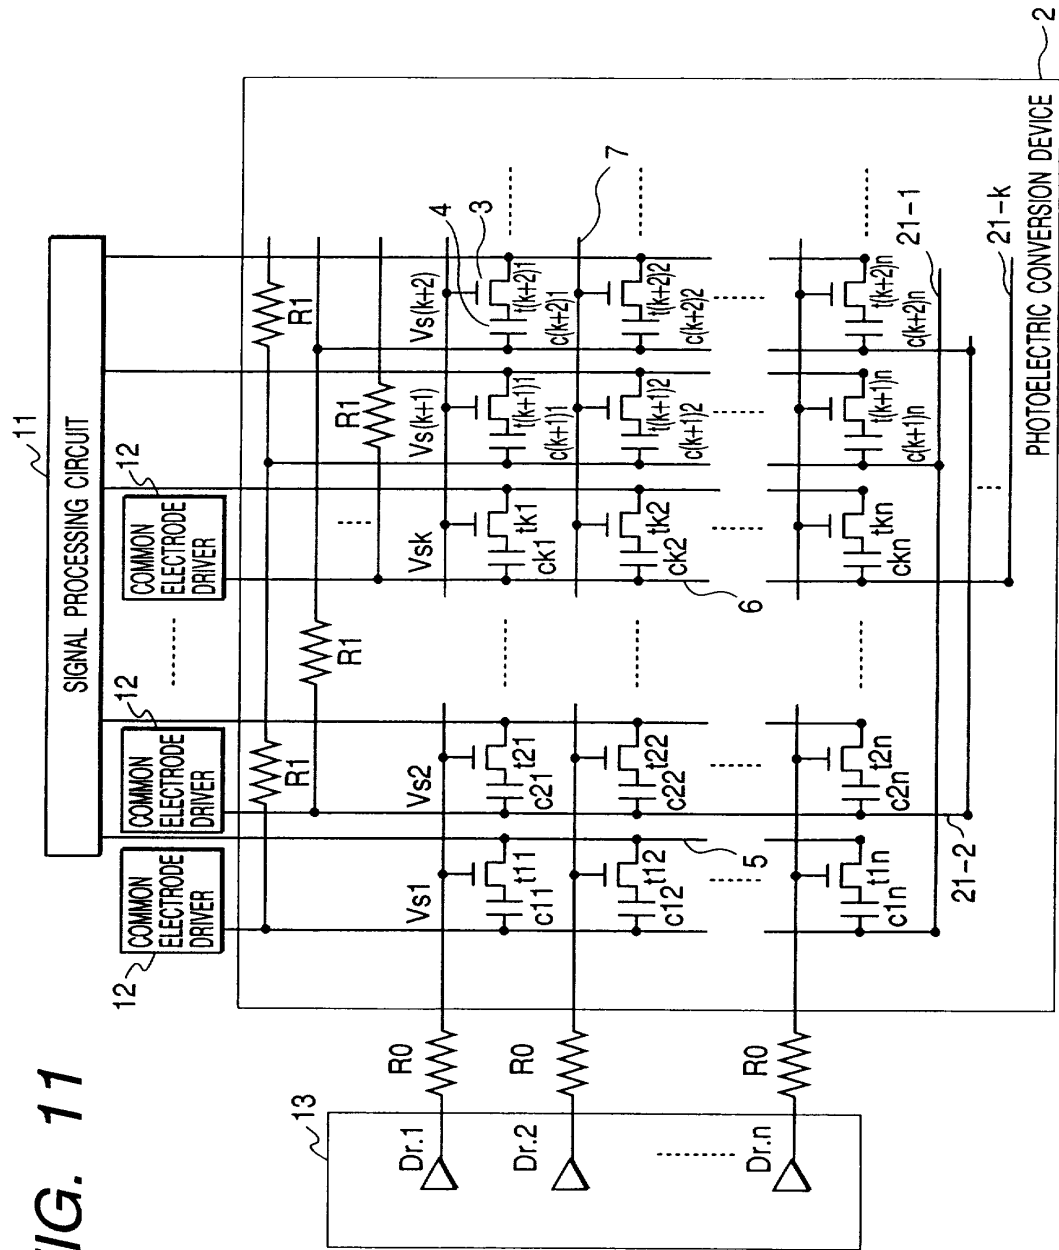 IG. 11
11
SIGNAL PROCESSING CIRCUIT
12
COMMON
ELECTRODE
DRIVER
12
COMMON
ELECTRODE
DRIVER
12
COMMON
ELECTRODE
DRIVER
R1
R1
R1
R1
13
Dr.1
R0
Dr.2
R0
Dr.n
R0
Vs1
Vs2
Vsk
Vs(k+1)
Vs(k+2)
4
3
7
t11
c11
t21
c21
tk1
ck1
t(k+1)1
c(k+1)1
t(k+2)1
c(k+2)1
t12
c12
t22
c22
tk2
ck2
t(k+1)2
c(k+1)2
t(k+2)2
c(k+2)2
5
6
t1n
c1n
t2n
c2n
tkn
ckn
t(k+1)n
c(k+1)n
t(k+2)n
c(k+2)n
21-1
21-2
21-k
PHOTOELECTRIC CONVERSION DEVICE
2